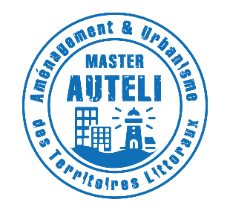 Aménagement & Urbanisme
MASTER
AUTELI
des Territoires Littoraux